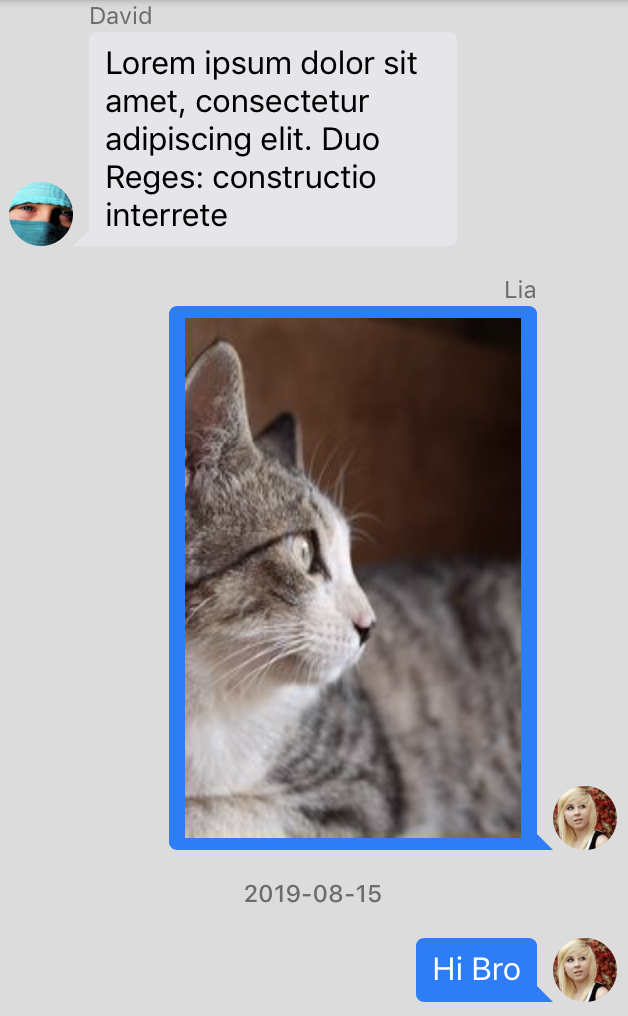 David
Lorem ipsum dolor sit
amet, consectetur
adipiscing elit. Duo
Reges: constructio
interrete
Lia
2019-08-15
Hi Bro